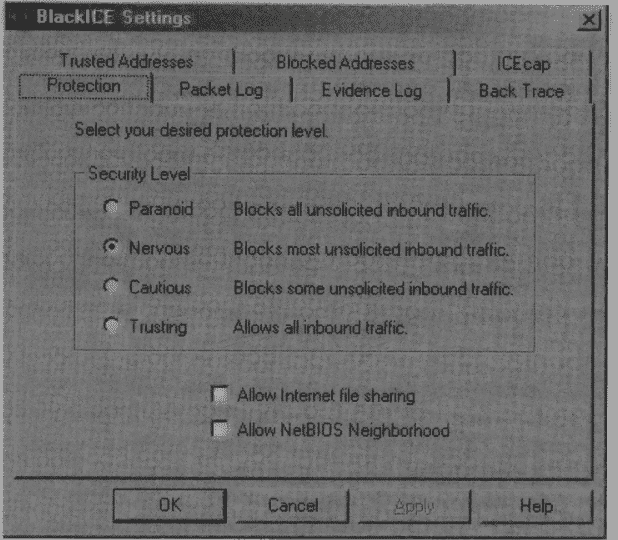 BlackICE Settings
Trusted Addresses Blocked Addresses ICEcap
Protection Packet Log Evidence Log Back Trace
Select your desired protection level.
Security Level
Paranoid Blocks all unsolicited inbound traffic.
Nervous Blocks most unsolicited inbound traffic.
Cautious Blocks some unsolicited inbound traffic.
Trusting Allows all inbound traffic.
Allow Internet file sharing
Allow NetBIOS Neighborhood
OK Cancel Apply Help